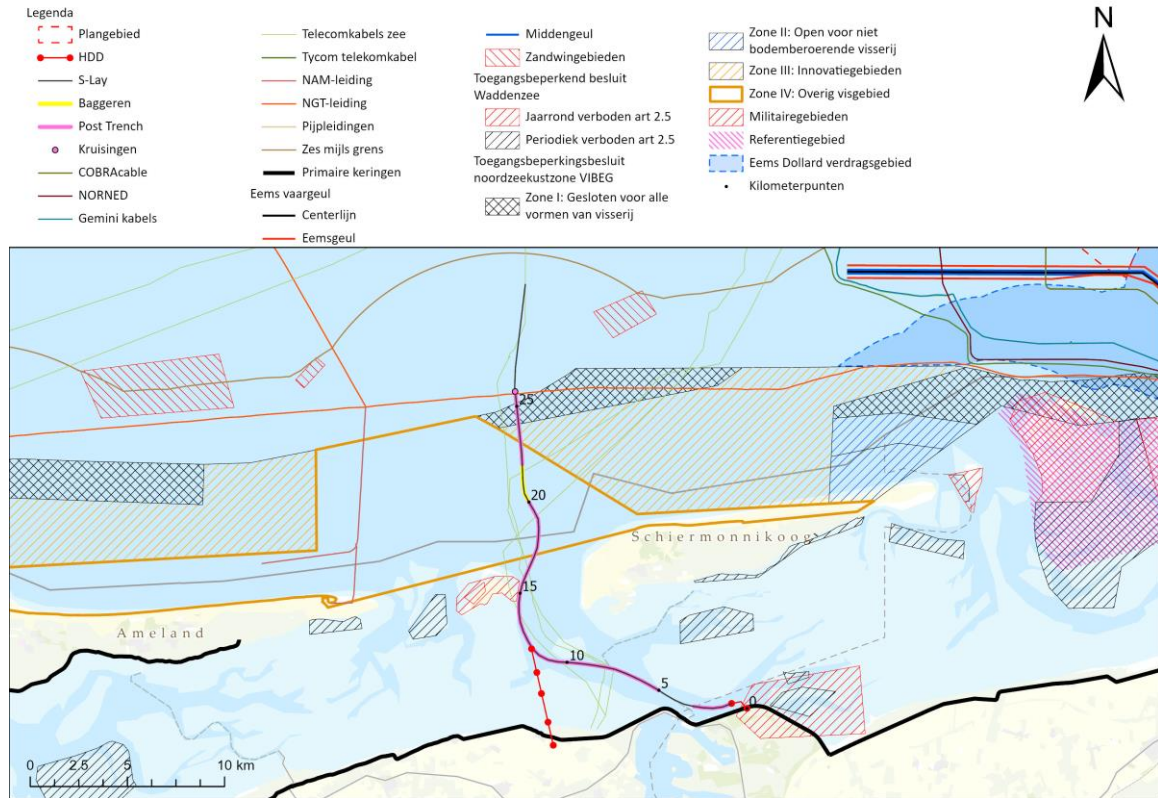 Legenda
Plangebied
HDD
S-Lay
Baggeren
Post Trench
Kruisingen
COBRAcable
NORNED
Gemini kabels
Telecomkabels zee
Tycom telekomkabel
NAM-leiding
NGT-leiding
Pijpleidingen
Zes mijls grens
Primaire keringen
Eems vaargeul
Centerlijn
Eemsgeul
Middengeul
Zandwingebieden
Toegangsbeperkend besluit
Waddenzee
Jaarrond verboden art 2.5
Periodiek verboden art 2.5
Toegangsbeperkingsbesluit
noordzeekustzone VIBEG
Zone I: Gesloten voor alle
vormen van visserij
Zone II: Open voor niet
bodemberoerende visserij
Zone III: Innovatiegebieden
Zone IV: Overig visgebied
Militairegebieden
Referentiegebied
Eems Dollard verdragsgebied
Kilometerpunten
N
25
20
Schiermonnikoog
15
Ameland
10
5
0
0 2.5 5 10 km